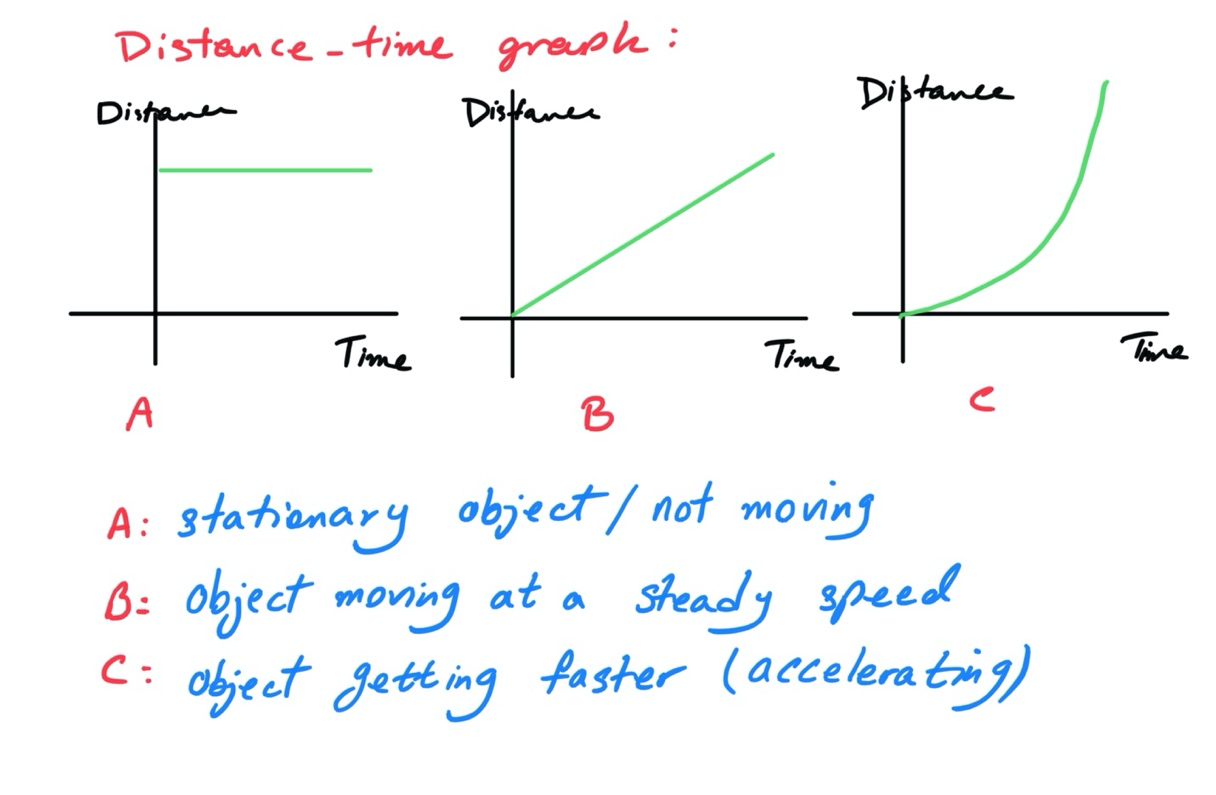 Distance-time graph:
Distance
Distance
Distance
Time
Time
Time
A
B
C
A: stationary object / not moving
B: object moving at a steady speed
C: object getting faster (accelerating)